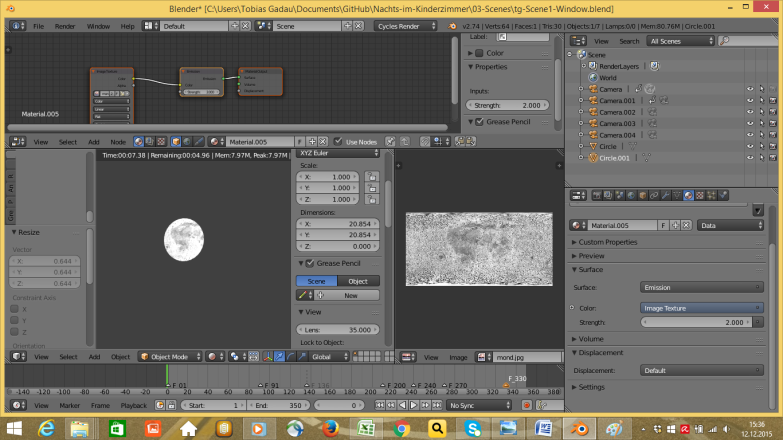 Blender* [C:\Users\Tobias Gadau\Documents\GitHub\Nachts-im-Kinderzimmer\03-Scenes\tg-Scene1-Window.blend]
File Render Window Help Default Scene Cycles Render v2.74 | Verts:64 | Faces:1 | Tris:30 | Objects:1/7 | Lamps:0/0 | Mem:80.76M | Circle.001
Label:
Color
Properties
Inputs:
Strength: 2.000
Grease Pencil
Material.005
View Search All Scenes
Scene
RenderLayers
World
Camera
Camera.001
Camera.002
Camera.003
Camera.004
Circle
Circle.001
View Select Add Node Material.005 F Use Nodes
Time:00:07.38 | Remaining:00:04.96 | Mem:7.97M, Peak:7.97M
Resize
Vector
X: 0.644
Y: 0.644
Z: 0.644
Constraint Axis
X
Y
Z
Orientation
XYZ Euler
Scale:
X: 1.000
Y: 1.000
Z: 1.000
Dimensions:
X: 20.854
Y: 20.854
Z: 0.000
Grease Pencil
Scene Object
New
View
Lens: 35.000
Lock to Object:
Material.005 F Data
Custom Properties
Preview
Surface
Surface: Emission
Color: Image Texture
Strength: 2.000
Volume
Displacement
Displacement: Default
Settings
View Select Add Object Object Mode Global
View Image mond.jpg
F_01 F_91 F_136 F_200 F_240 F_270 F_330
-140 -120 -100 -80 -60 -40 -20 0 20 40 60 80 100 120 140 160 180 200 220 240 260 280 300 320 340 360 380
View Marker Frame Playback Start: 1 End: 350 0 No Sync
15:36
12.12.2015